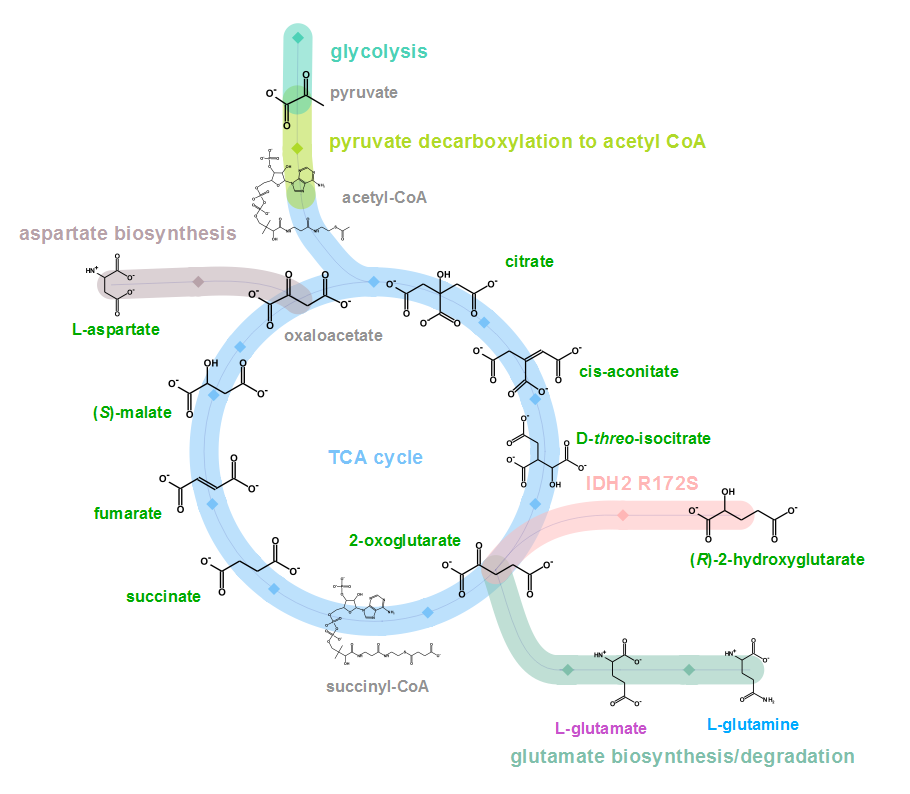 glycolysis
pyruvate
pyruvate decarboxylation to acetyl CoA
acetyl-CoA
aspartate biosynthesis
citrate
L-aspartate
oxaloacetate
cis-aconitate
(S)-malate
D-threo-isocitrate
TCA cycle
IDH2 R172S
fumarate
2-oxoglutarate
(R)-2-hydroxyglutarate
succinate
succinyl-CoA
L-glutamate
L-glutamine
glutamate biosynthesis/degradation